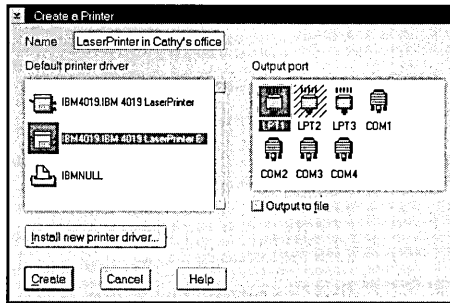 Create a Printer
Name LaserPrinter in Cathy's office
Default printer driver
Output port
IBM4019.IBM 4019 LaserPrinter
IBM4019.IBM 4019 LaserPrinter E
IBMNULL
LPT1 LPT2 LPT3 COM1
COM2 COM3 COM4
Output to file
Install new printer driver...
Create Cancel Help